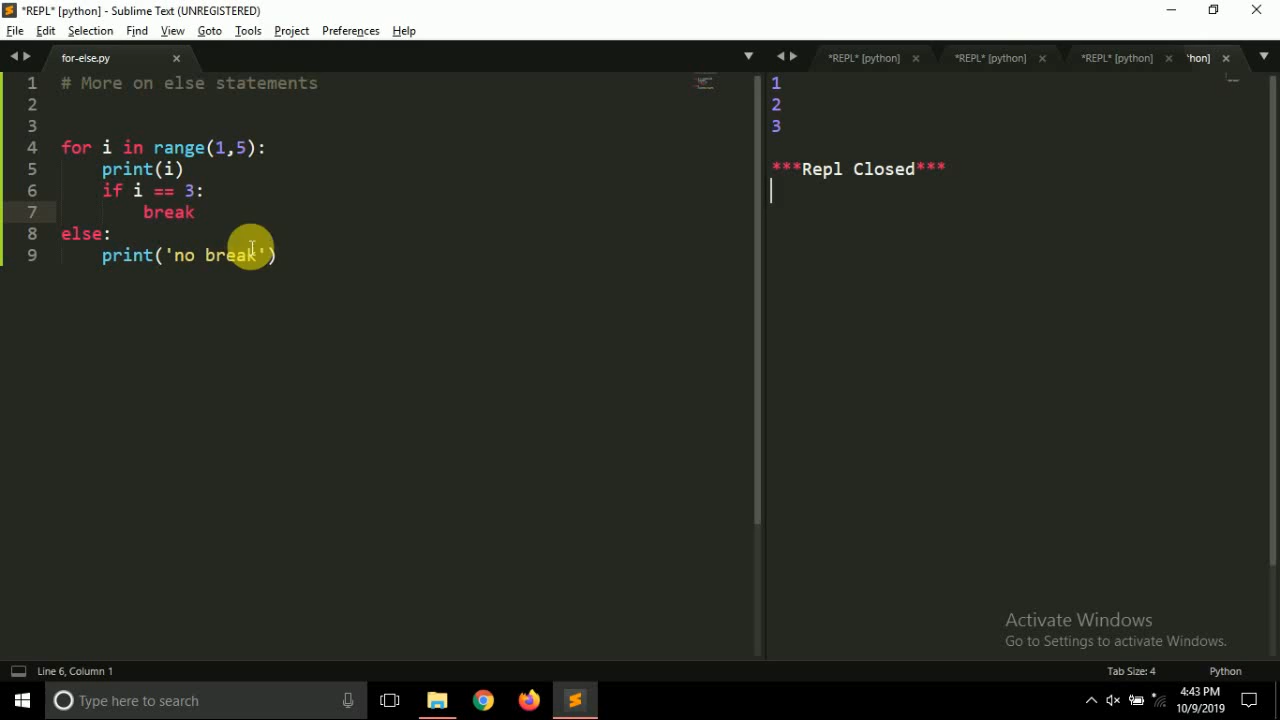 *REPL* [python] - Sublime Text (UNREGISTERED)
File Edit Selection Find View Goto Tools Project Preferences Help
for-else.py
*REPL* [python] *REPL* [python] *REPL* [python] hon]
1 # More on else statements
2
3
4 for i in range(1,5):
5     print(i)
6     if i == 3:
7         break
8 else:
9     print('no break')
1
2
3
***Repl Closed***
Activate Windows
Go to Settings to activate Windows.
Line 6, Column 1
Tab Size: 4 Python
Type here to search
4:43 PM
10/9/2019